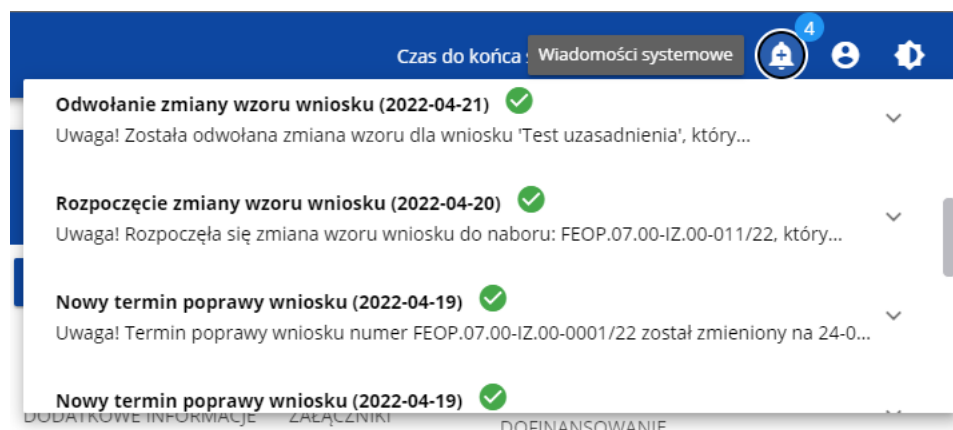 4
Czas do końca
Wiadomości systemowe
Odwołanie zmiany wzoru wniosku (2022-04-21)
Uwaga! Została odwołana zmiana wzoru dla wniosku 'Test uzasadnienia', który...
Rozpoczęcie zmiany wzoru wniosku (2022-04-20)
Uwaga! Rozpoczęła się zmiana wzoru wniosku do naboru: FEOP.07.00-IZ.00-011/22, który...
Nowy termin poprawy wniosku (2022-04-19)
Uwaga! Termin poprawy wniosku numer FEOP.07.00-IZ.00-0001/22 został zmieniony na 24-0...
Nowy termin poprawy wniosku (2022-04-19)
DODATKOWE INFORMACJE ZAŁĄCZNIKI
DOFINANSOWANIE